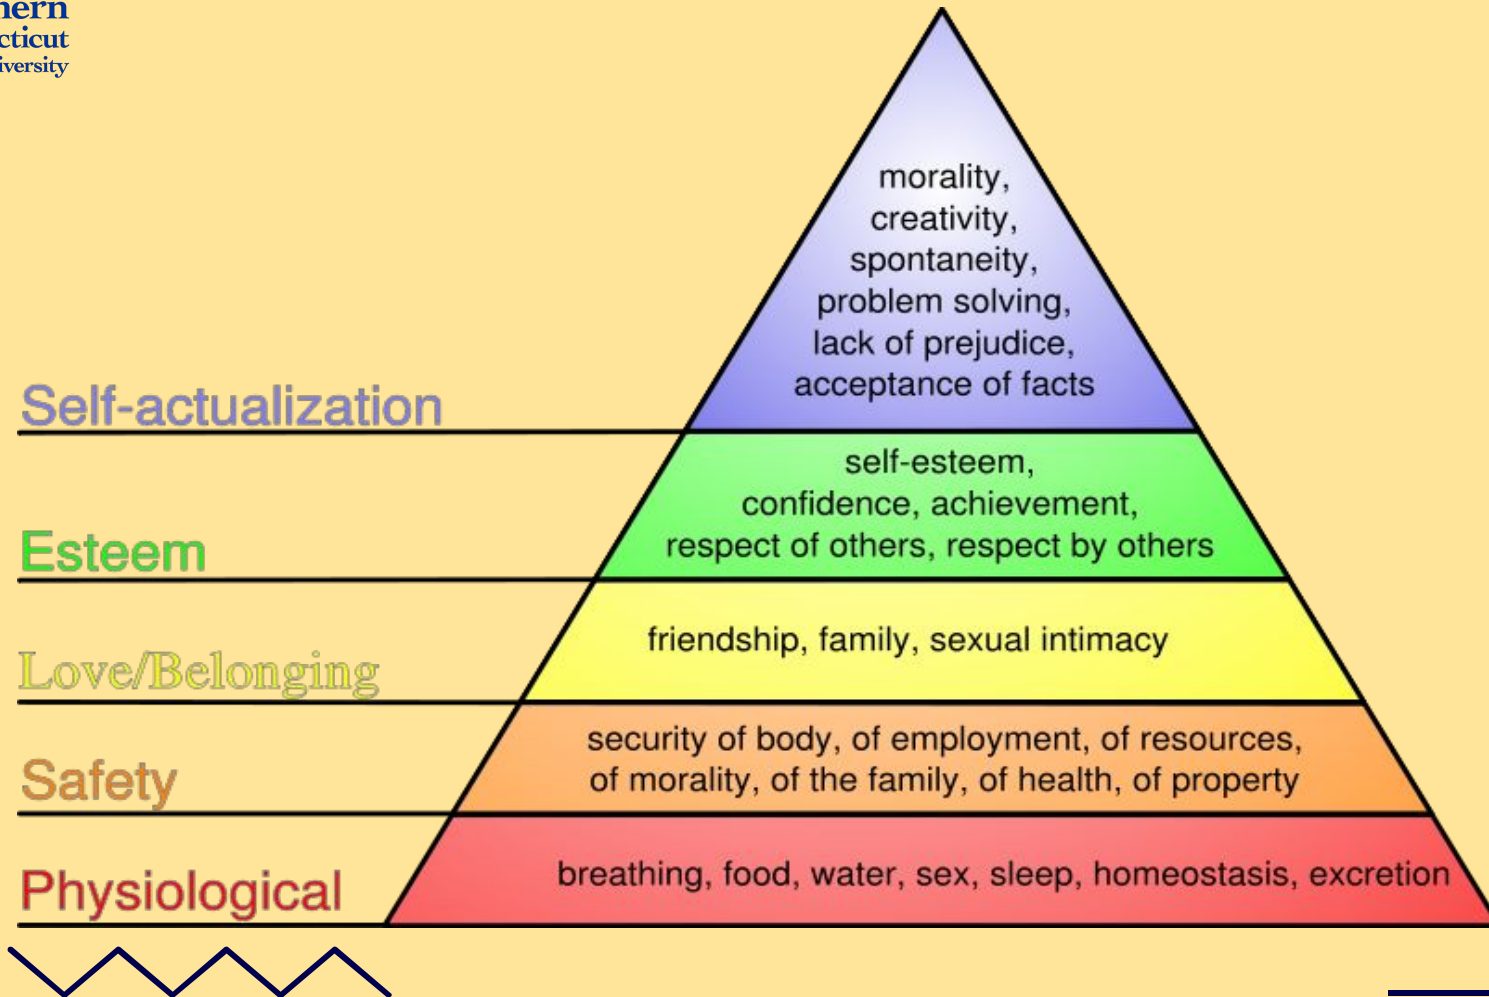 hern
cticut
iversity
morality,
creativity,
spontaneity,
problem solving,
lack of prejudice,
acceptance of facts
Self-actualization
self-esteem,
confidence, achievement,
respect of others, respect by others
Esteem
friendship, family, sexual intimacy
Love/Belonging
security of body, of employment, of resources,
of morality, of the family, of health, of property
Safety
breathing, food, water, sex, sleep, homeostasis, excretion
Physiological